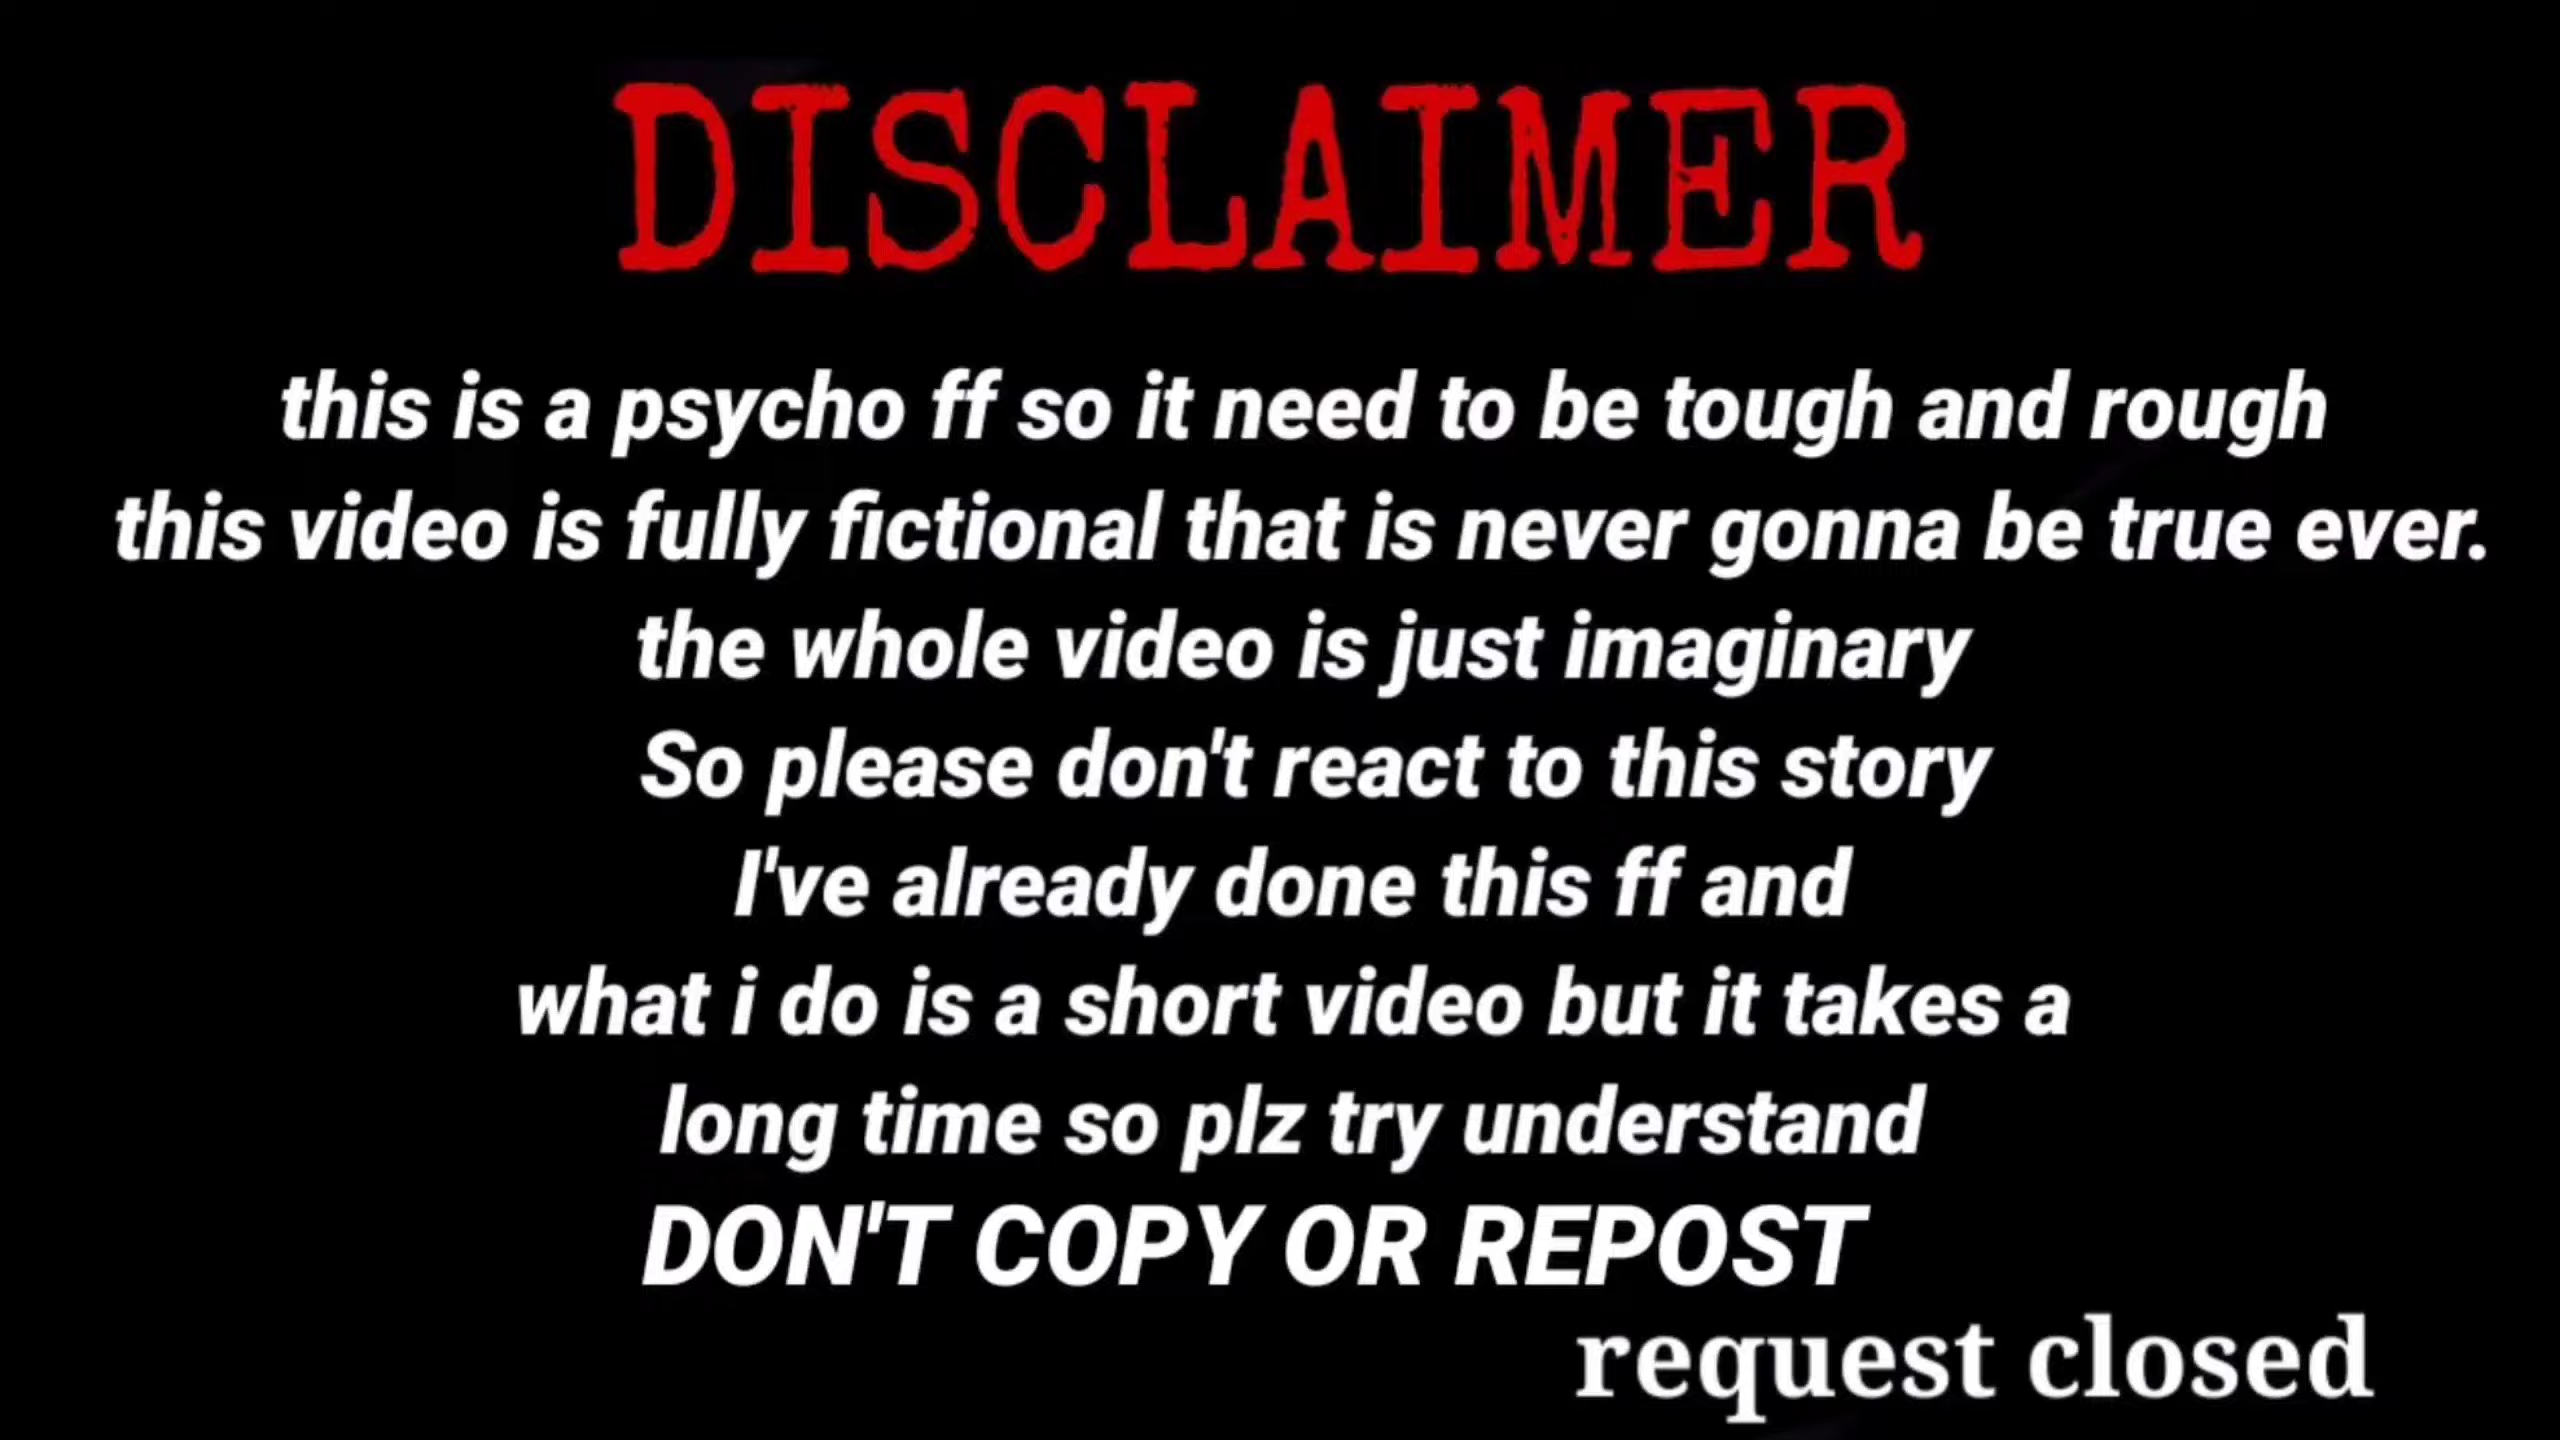 DISCLAIMER
this is a psycho ff so it need to be tough and rough
this video is fully fictional that is never gonna be true ever.
the whole video is just imaginary
So please don't react to this story
I've already done this ff and
what i do is a short video but it takes a
long time so plz try understand
DON'T COPY OR REPOST
request closed